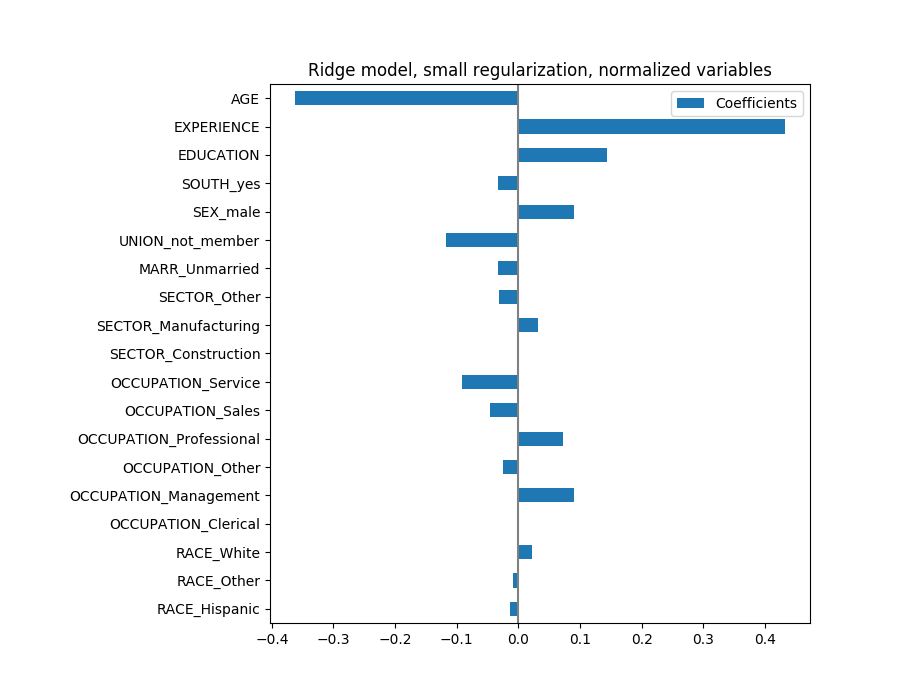 Ridge model, small regularization, normalized variables
Coefficients
AGE
EXPERIENCE
EDUCATION
SOUTH_yes
SEX_male
UNION_not_member
MARR_Unmarried
SECTOR_Other
SECTOR_Manufacturing
SECTOR_Construction
OCCUPATION_Service
OCCUPATION_Sales
OCCUPATION_Professional
OCCUPATION_Other
OCCUPATION_Management
OCCUPATION_Clerical
RACE_White
RACE_Other
RACE_Hispanic
−0.4 −0.3 −0.2 −0.1 0.0 0.1 0.2 0.3 0.4